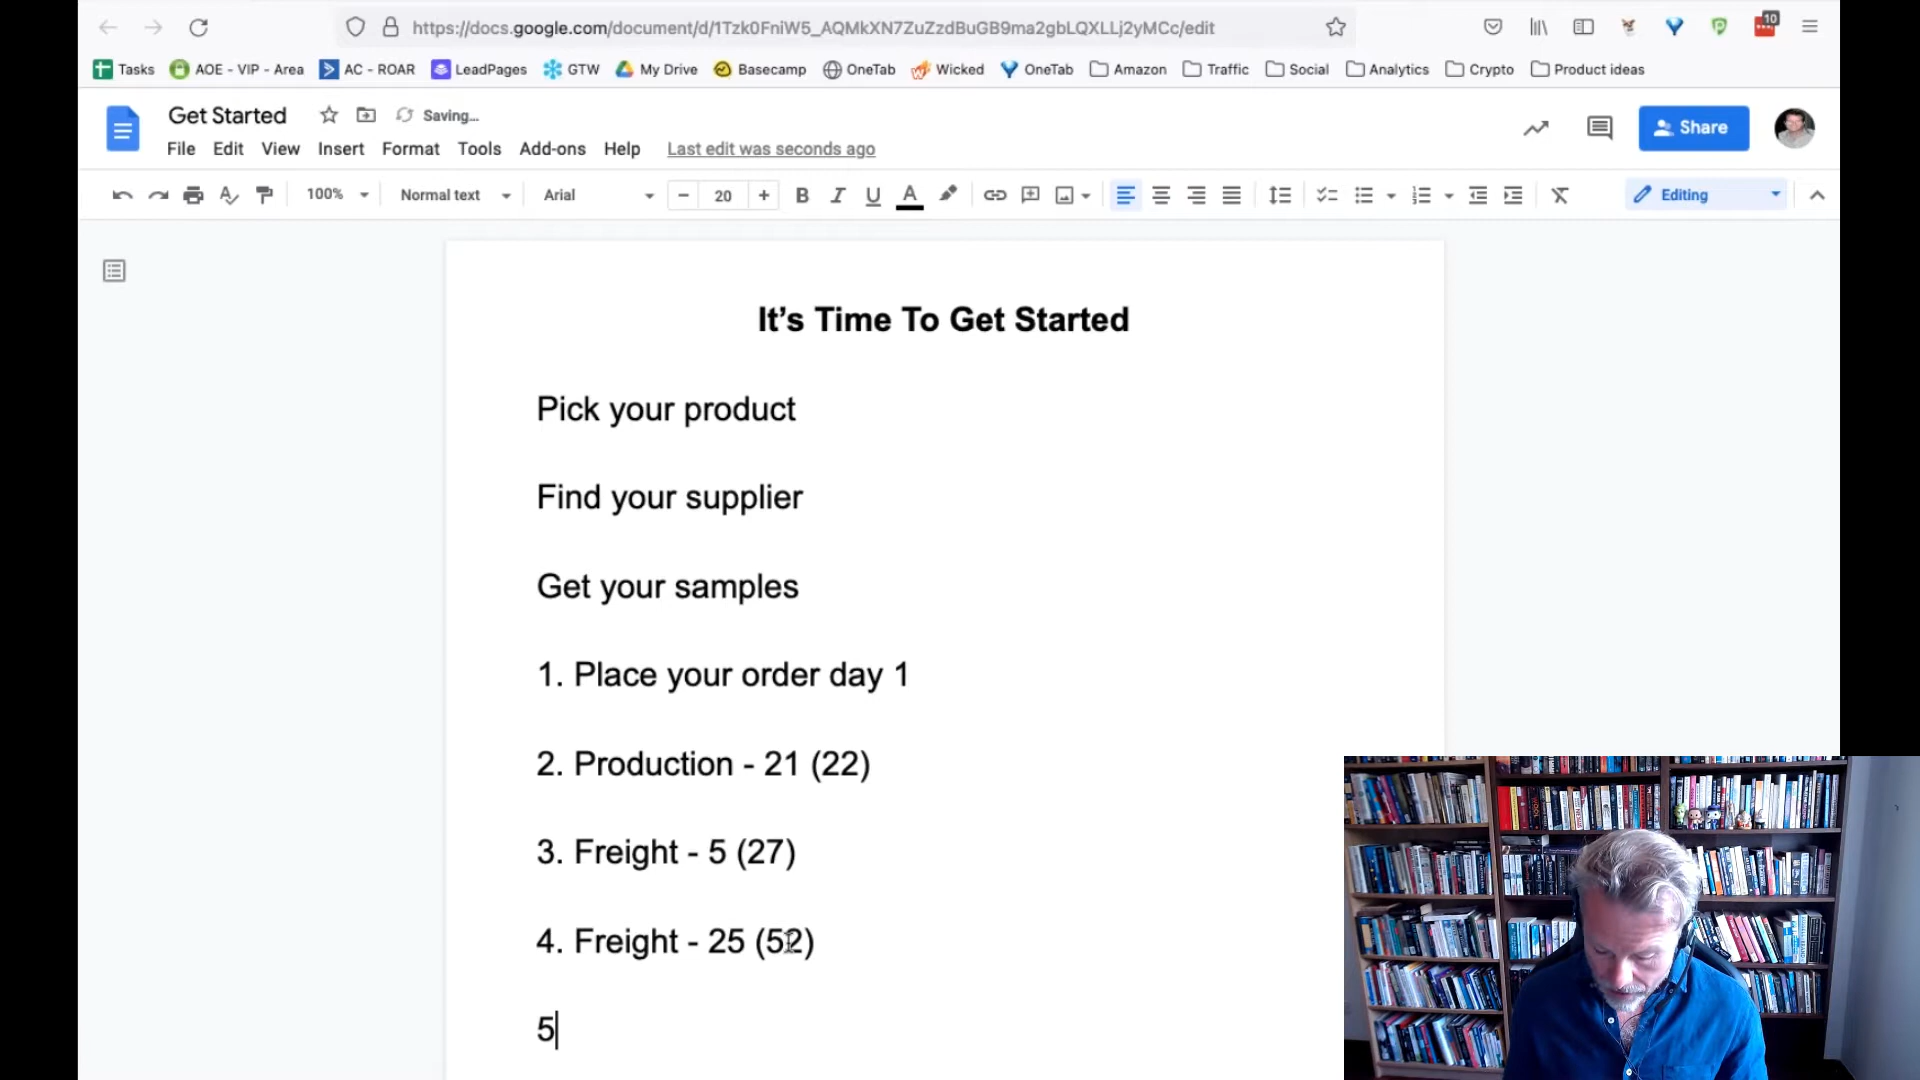 https://docs.google.com/document/d/1Tzk0FniW5_AQMkXN7ZuZzdBuGB9ma2gbLQXLLj2yMCc/edit
10
Tasks AOE - VIP - Area AC - ROAR LeadPages GTW My Drive Basecamp OneTab Wicked OneTab Amazon Traffic Social Analytics Crypto Product ideas
Get Started Saving...
Share
File Edit View Insert Format Tools Add-ons Help Last edit was seconds ago
100% Normal text Arial 20 B I U A Editing
It's Time To Get Started
Pick your product
Find your supplier
Get your samples
1. Place your order day 1
2. Production - 21 (22)
3. Freight - 5 (27)
4. Freight - 25 (52)
5